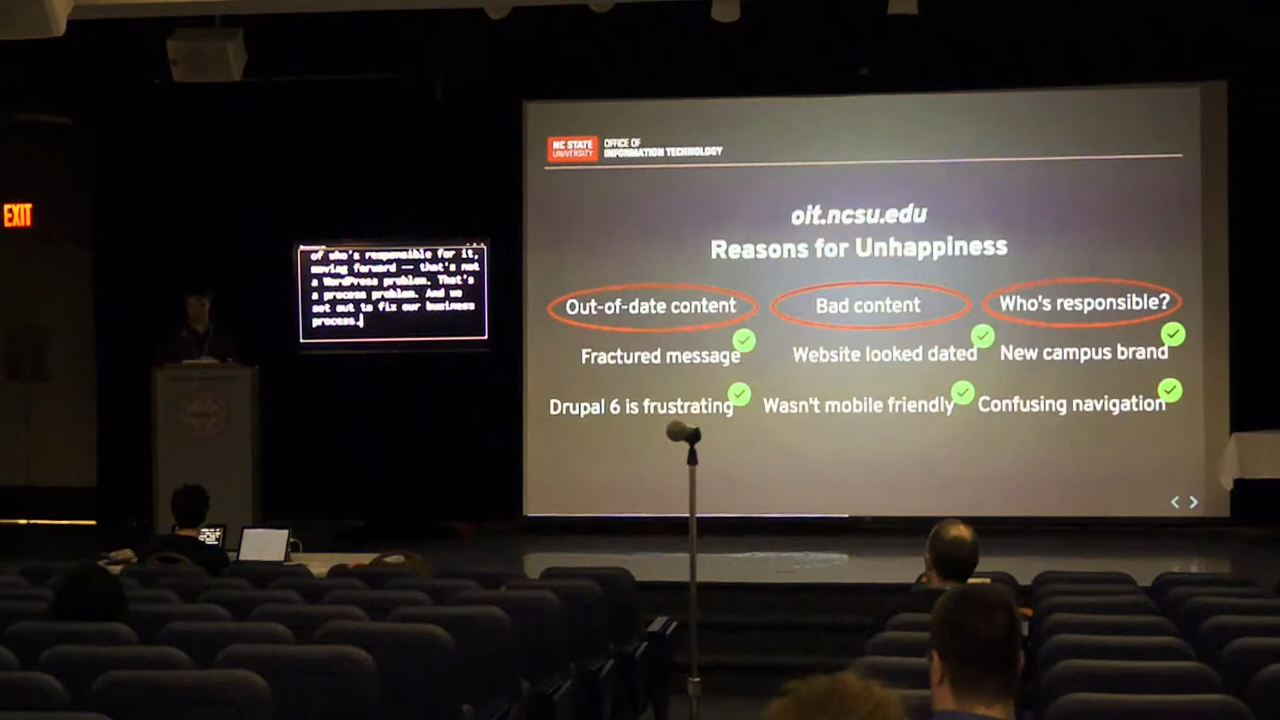 EXIT
of who's responsible for it,
moving forward -- that's not
a WordPress problem. That's
a process problem. And we
set out to fix our business
process.
NC STATE
UNIVERSITY
OFFICE OF
INFORMATION TECHNOLOGY
oit.ncsu.edu
Reasons for Unhappiness
Out-of-date content
Bad content
Who's responsible?
Fractured message
Website looked dated
New campus brand
Drupal 6 is frustrating
Wasn't mobile friendly
Confusing navigation